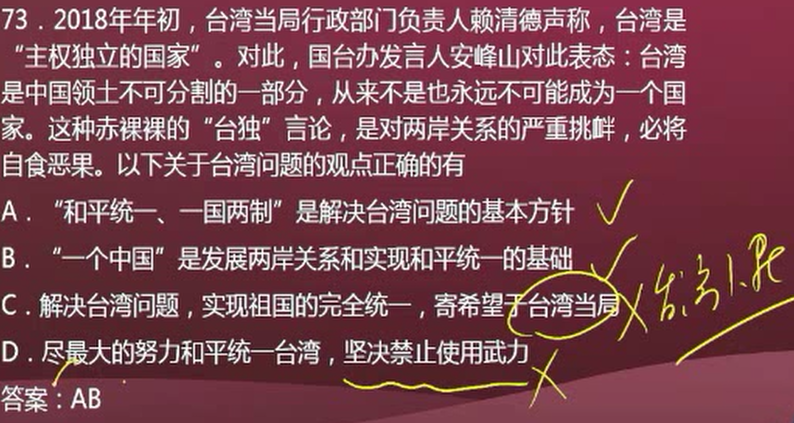 73．2018年年初，台湾当局行政部门负责人赖清德声称，台湾是
“主权独立的国家”。对此，国台办发言人安峰山对此表态：台湾
是中国领土不可分割的一部分，从来不是也永远不可能成为一个国
家。这种赤裸裸的“台独”言论，是对两岸关系的严重挑衅，必将
自食恶果。以下关于台湾问题的观点正确的有
A．“和平统一、一国两制”是解决台湾问题的基本方针
B．“一个中国”是发展两岸关系和实现和平统一的基础
C．解决台湾问题，实现祖国的完全统一，寄希望于台湾当局
台湾人民
D．尽最大的努力和平统一台湾，坚决禁止使用武力
答案：AB